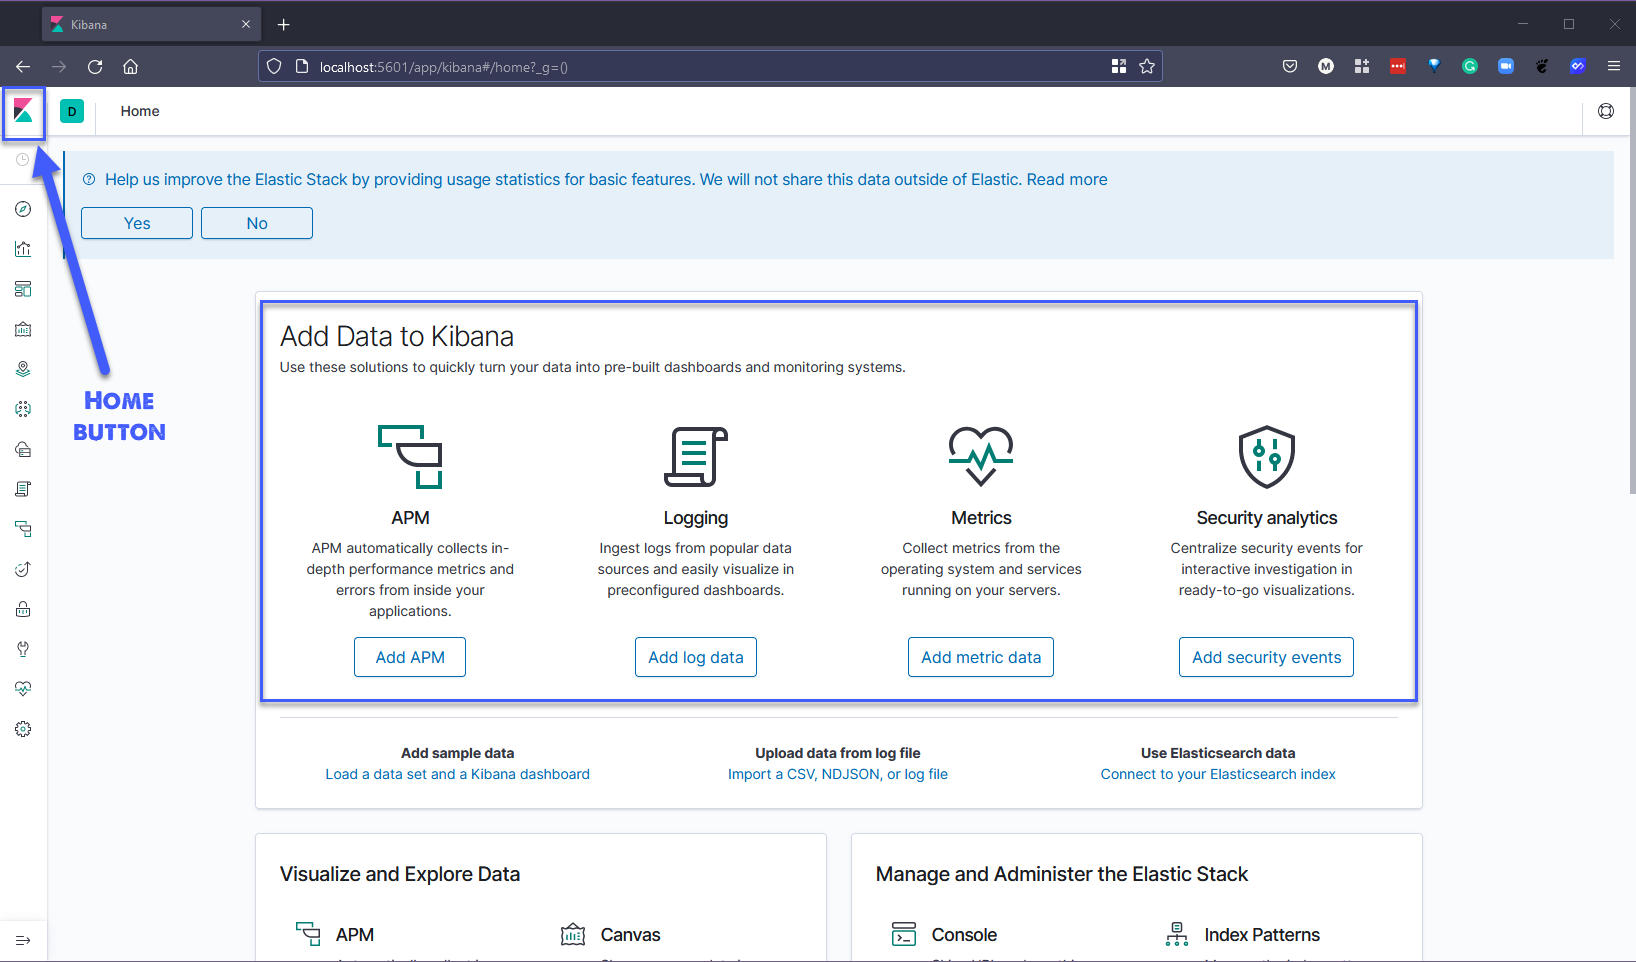 Kibana
localhost:5601/app/kibana#/home?_g=()
M
G
D
Home
Help us improve the Elastic Stack by providing usage statistics for basic features. We will not share this data outside of Elastic. Read more
Yes
No
HOME
BUTTON
Add Data to Kibana
Use these solutions to quickly turn your data into pre-built dashboards and monitoring systems.
APM
APM automatically collects in-
depth performance metrics and
errors from inside your
applications.
Add APM
Logging
Ingest logs from popular data
sources and easily visualize in
preconfigured dashboards.
Add log data
Metrics
Collect metrics from the
operating system and services
running on your servers.
Add metric data
Security analytics
Centralize security events for
interactive investigation in
ready-to-go visualizations.
Add security events
Add sample data
Load a data set and a Kibana dashboard
Upload data from log file
Import a CSV, NDJSON, or log file
Use Elasticsearch data
Connect to your Elasticsearch index
Visualize and Explore Data
APM
Canvas
Manage and Administer the Elastic Stack
Console
Index Patterns